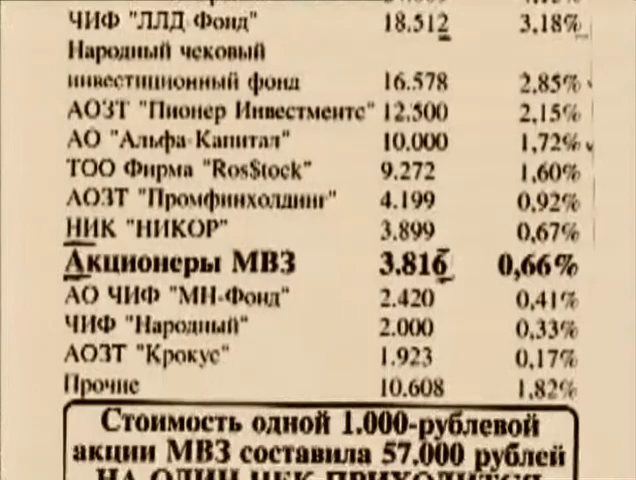 ЧИФ "ЛЛД Фонд" 18.512 3,18%
Народный чековый
инвестиционный фонд 16.578 2,85%
АОЗТ "Пионер Инвестментс" 12.500 2,15%
АО "Альфа-Капитал" 10.000 1,72%
ТОО Фирма "Ros$tock" 9.272 1,60%
АОЗТ "Промфинхолдинг" 4.199 0,92%
НИК "НИКОР" 3.899 0,67%
Акционеры МВЗ 3.816 0,66%
АО ЧИФ "МН-Фонд" 2.420 0,41%
ЧИФ "Народный" 2.000 0,33%
АОЗТ "Крокус" 1.923 0,17%
Прочие 10.608 1,82%
Стоимость одной 1.000-рублевой
акции МВЗ составила 57.000 рублей
НА ОДИН ЧЕК ПРИХОДИТСЯ